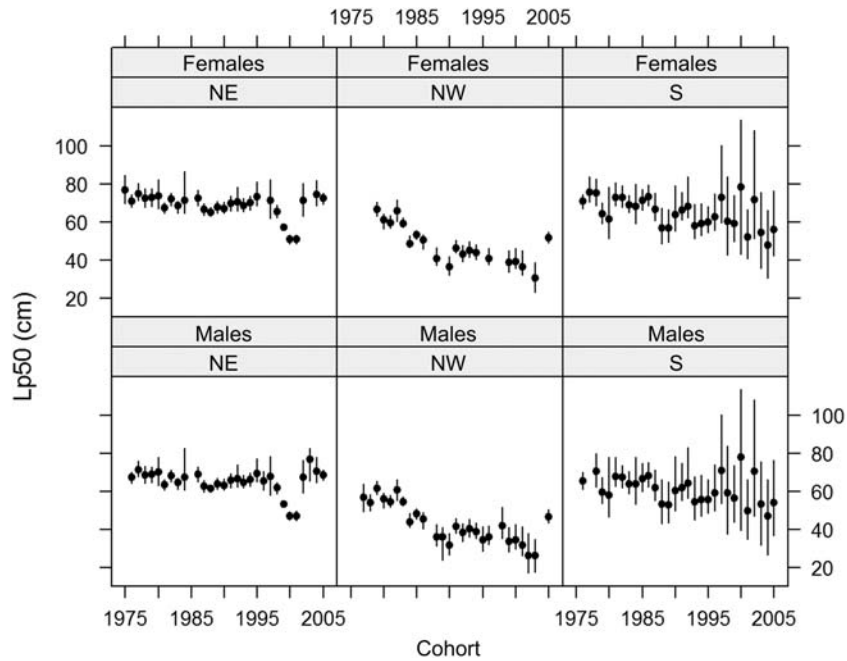 1975 1985 1995 2005
Females Females Females
NE NW S
100
80
60
40
20
Males Males Males
NE NW S
100
80
60
40
20
Lp50 (cm)
1975 1985 1995 2005 1975 1985 1995 2005
Cohort